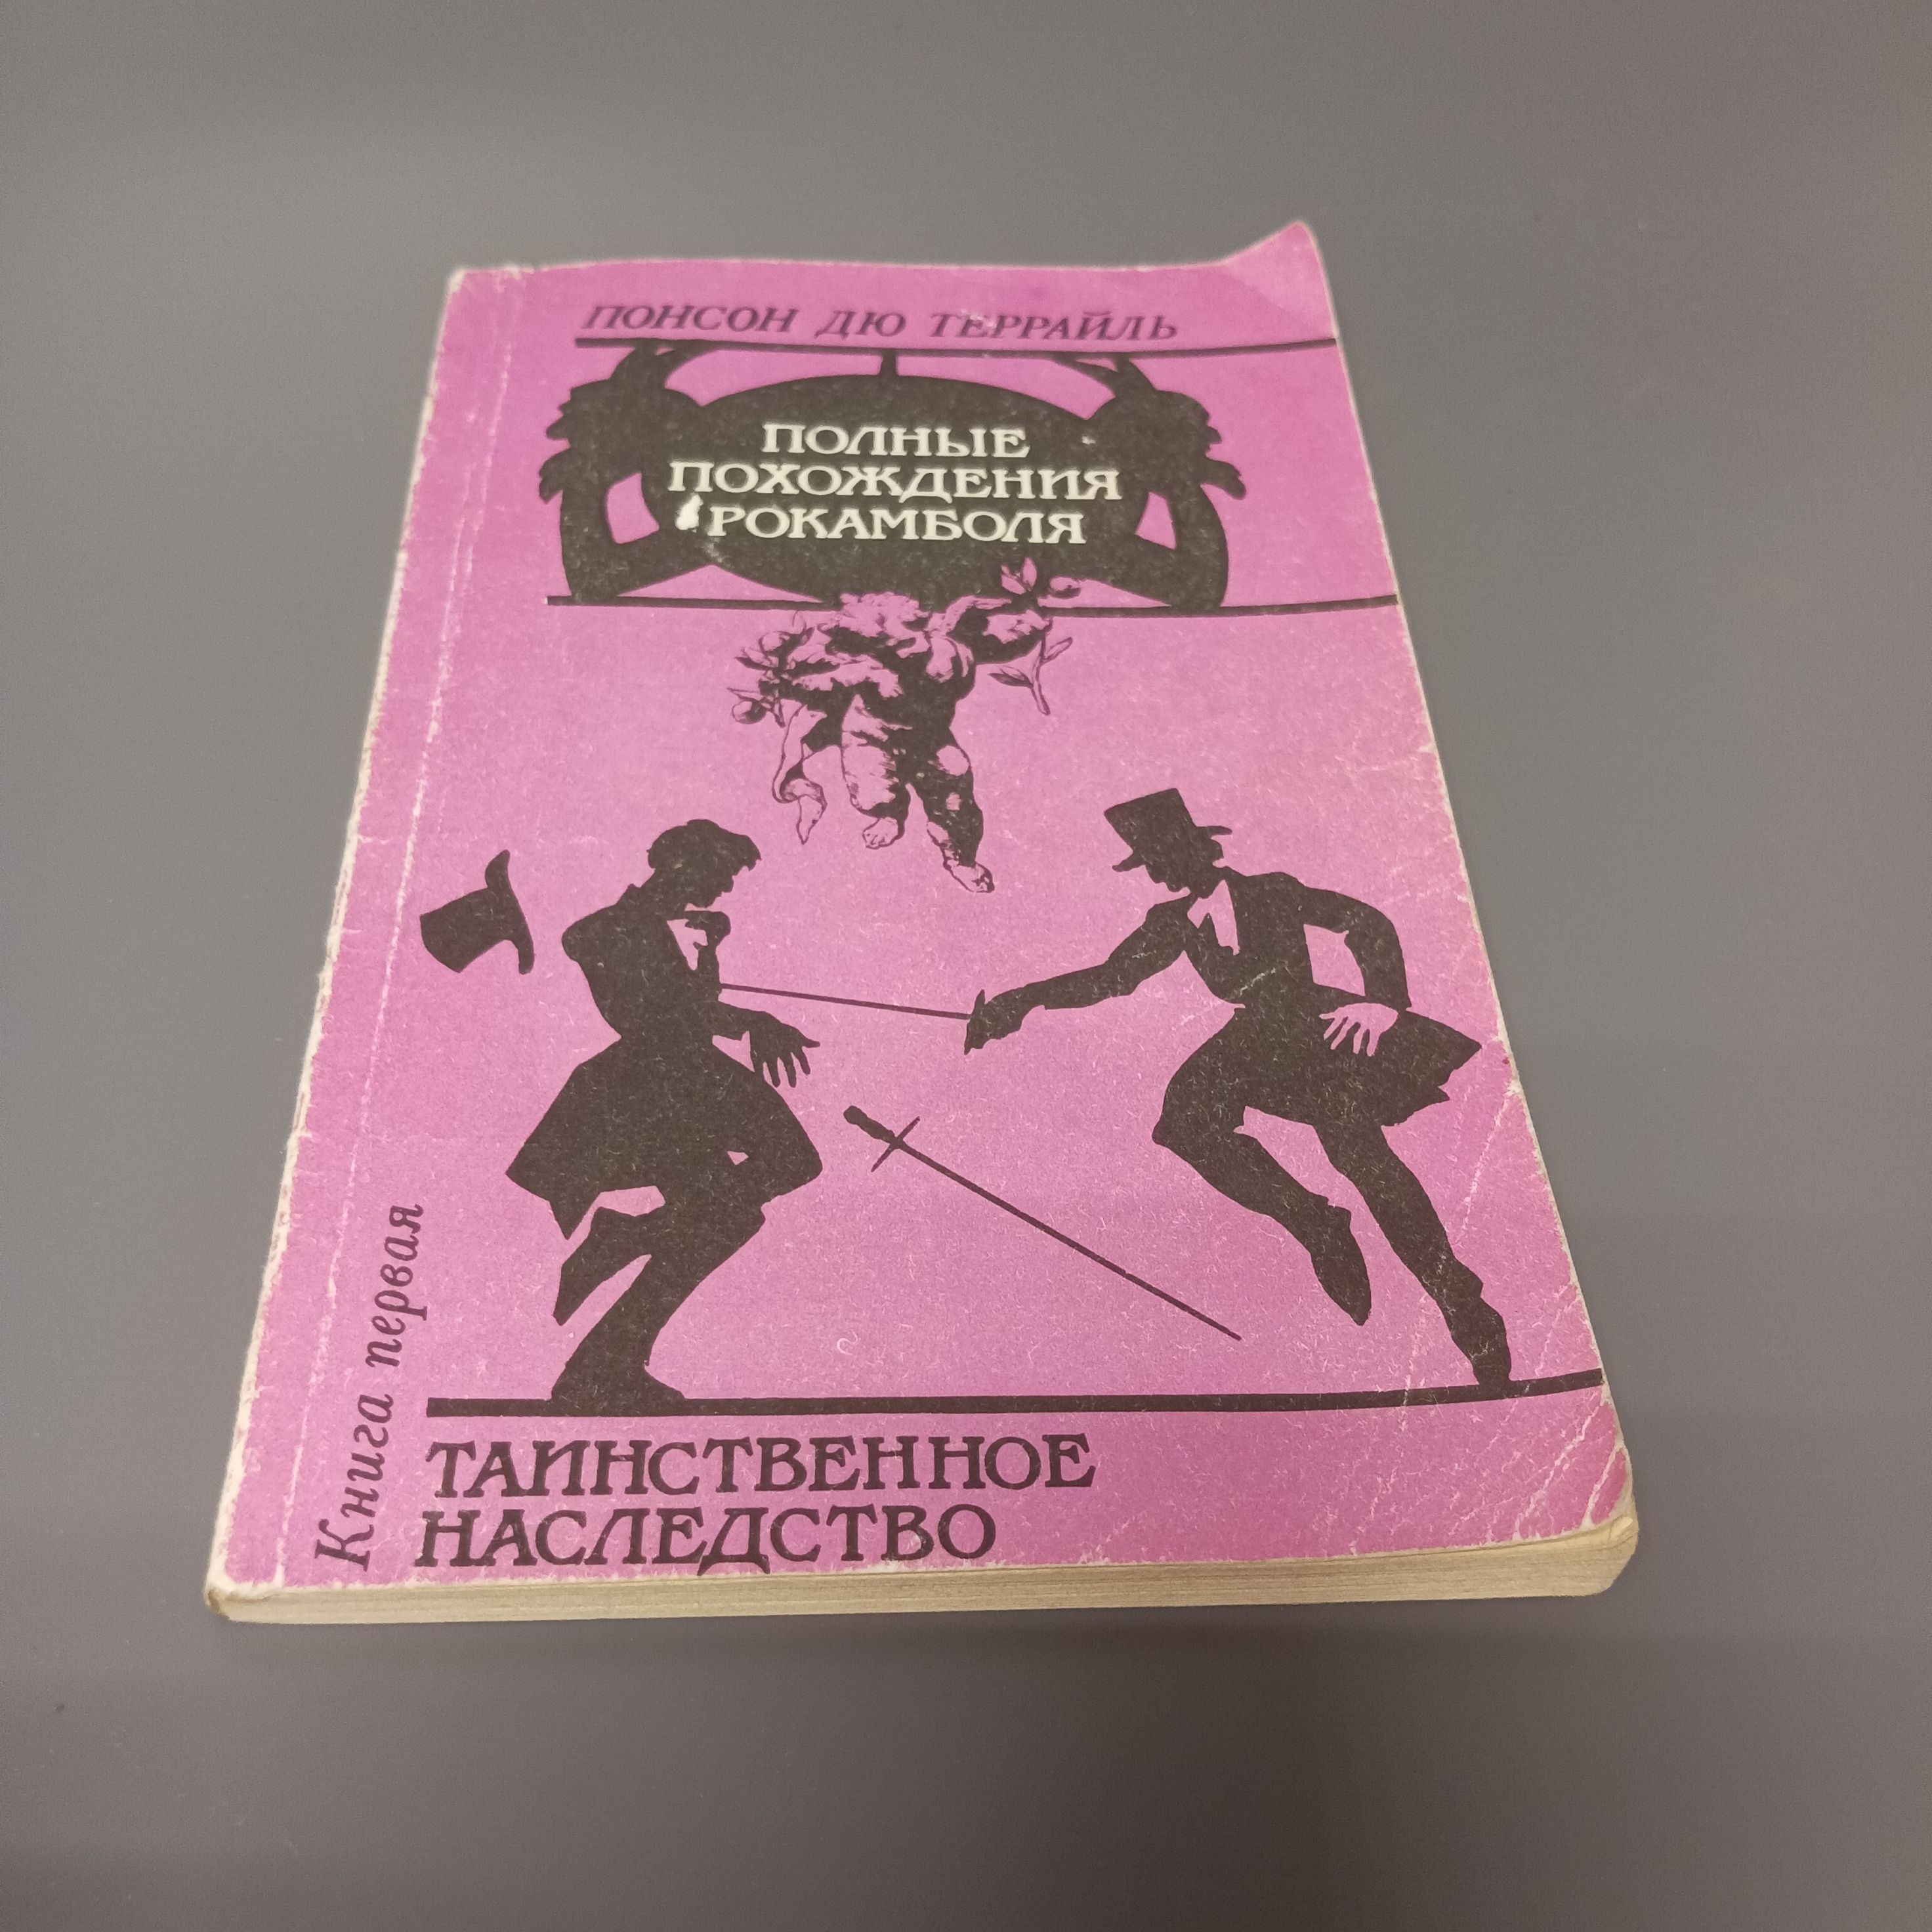 ПОНСОН ДЮ ТЕРРАЙЛЬ
ПОЛНЫЕ
ПОХОЖДЕНИЯ
РОКАМБОЛЯ
Книга первая
ТАИНСТВЕННОЕ
НАСЛЕДСТВО